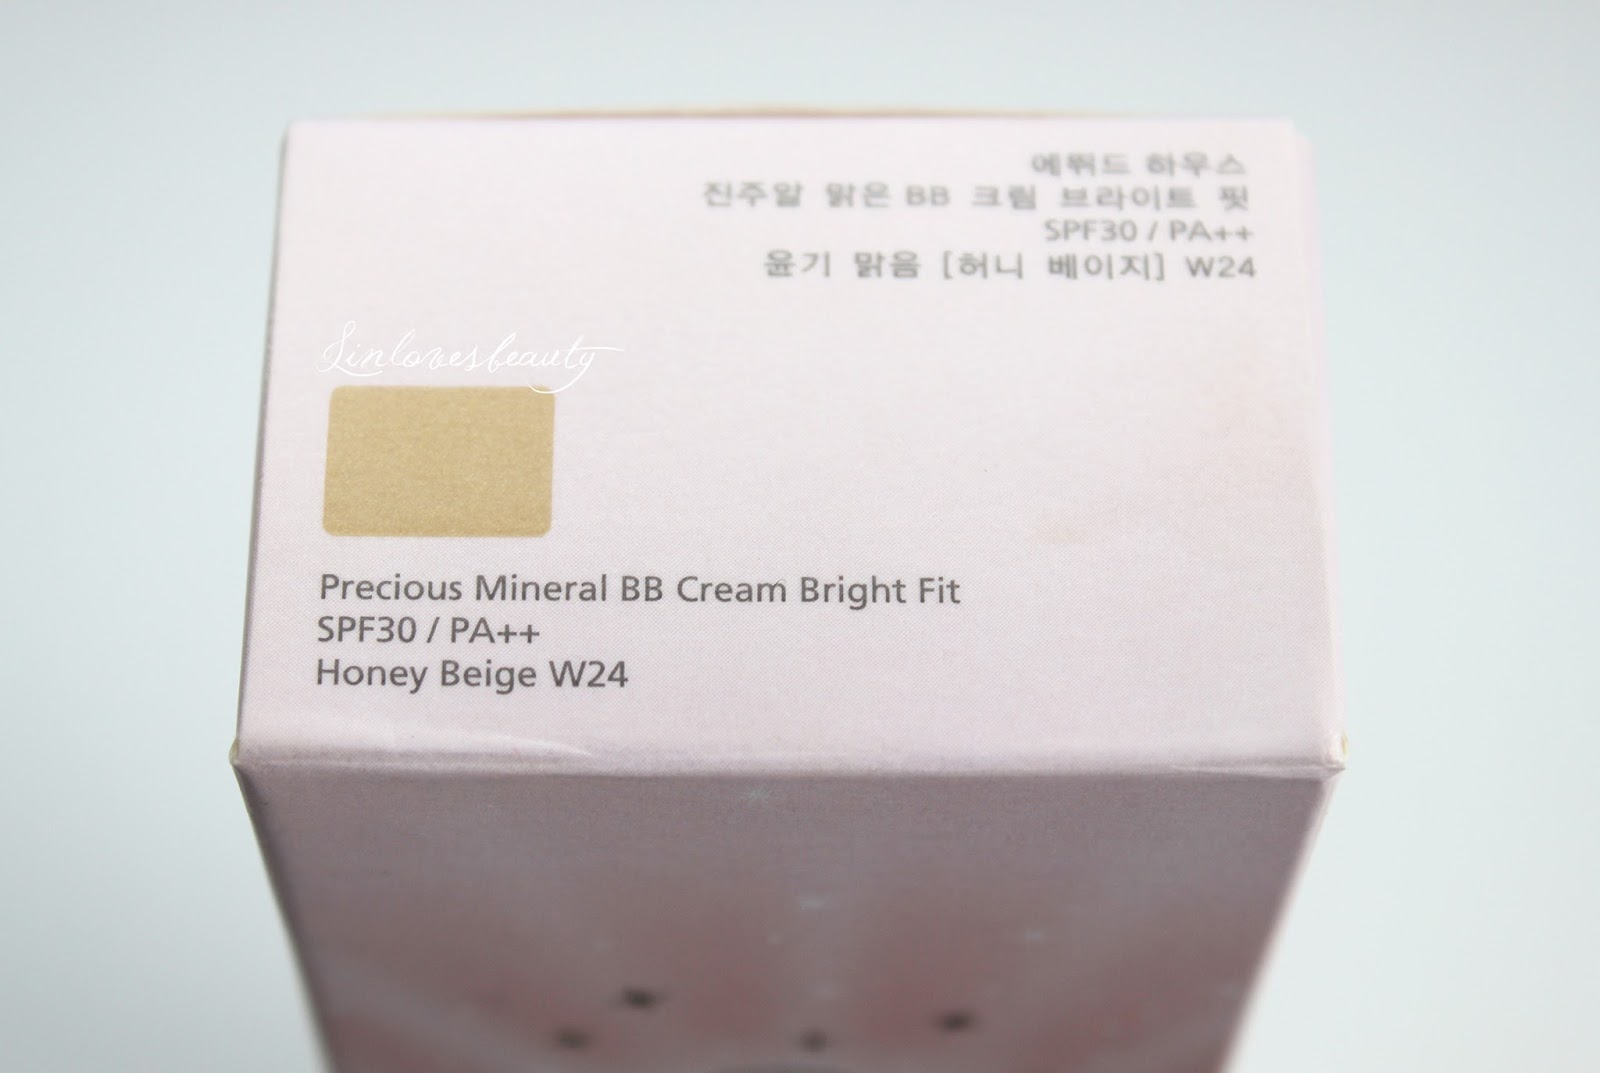 에뛰드 하우스
진주알 맑은 BB 크림 브라이트 핏
SPF30 / PA++
윤기 맑음 [허니 베이지] W24
Sinlovesbeauty
Precious Mineral BB Cream Bright Fit
SPF30 / PA++
Honey Beige W24